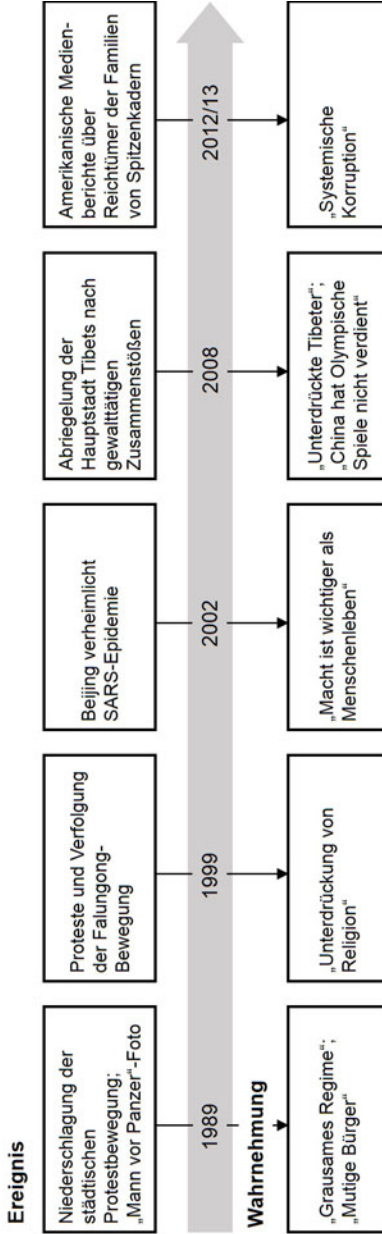 Ereignis
Niederschlagung der
städtischen
Protestbewegung;
„Mann vor Panzer“-Foto
Proteste und Verfolgung
der Falungong-
Bewegung
Beijing verheimlicht
SARS-Epidemie
Abriegelung der
Hauptstadt Tibets nach
gewalttätigen
Zusammenstößen
Amerikanische Medien-
berichte über
Reichtümer der Familien
von Spitzenkadern
1989
1999
2002
2008
2012/13
Wahrnehmung
„Grausames Regime“;
„Mutige Bürger“
„Unterdrückung von
Religion“
„Macht ist wichtiger als
Menschenleben“
„Unterdrückte Tibeter“;
„China hat Olympische
Spiele nicht verdient“
„Systemische
Korruption“